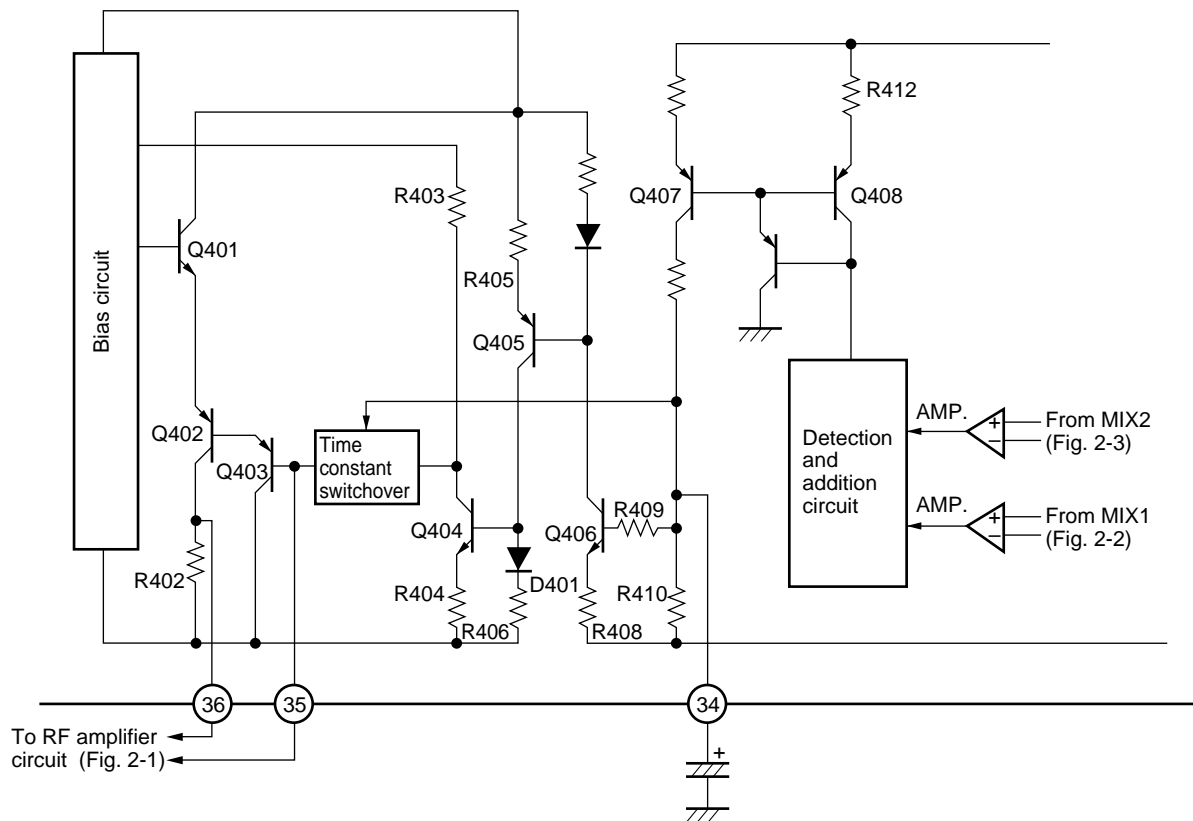 R412
Q407
Q408
R403
Q401
R405
Bias circuit
Q405
Q402
Q403
Time
constant
switchover
Detection
and
addition
circuit
AMP.
+
−
From MIX2
(Fig. 2-3)
AMP.
+
−
From MIX1
(Fig. 2-2)
Q404
Q406
R409
D401
R402
R404
R406
R408
R410
36
35
34
To RF amplifier
circuit (Fig. 2-1)
+